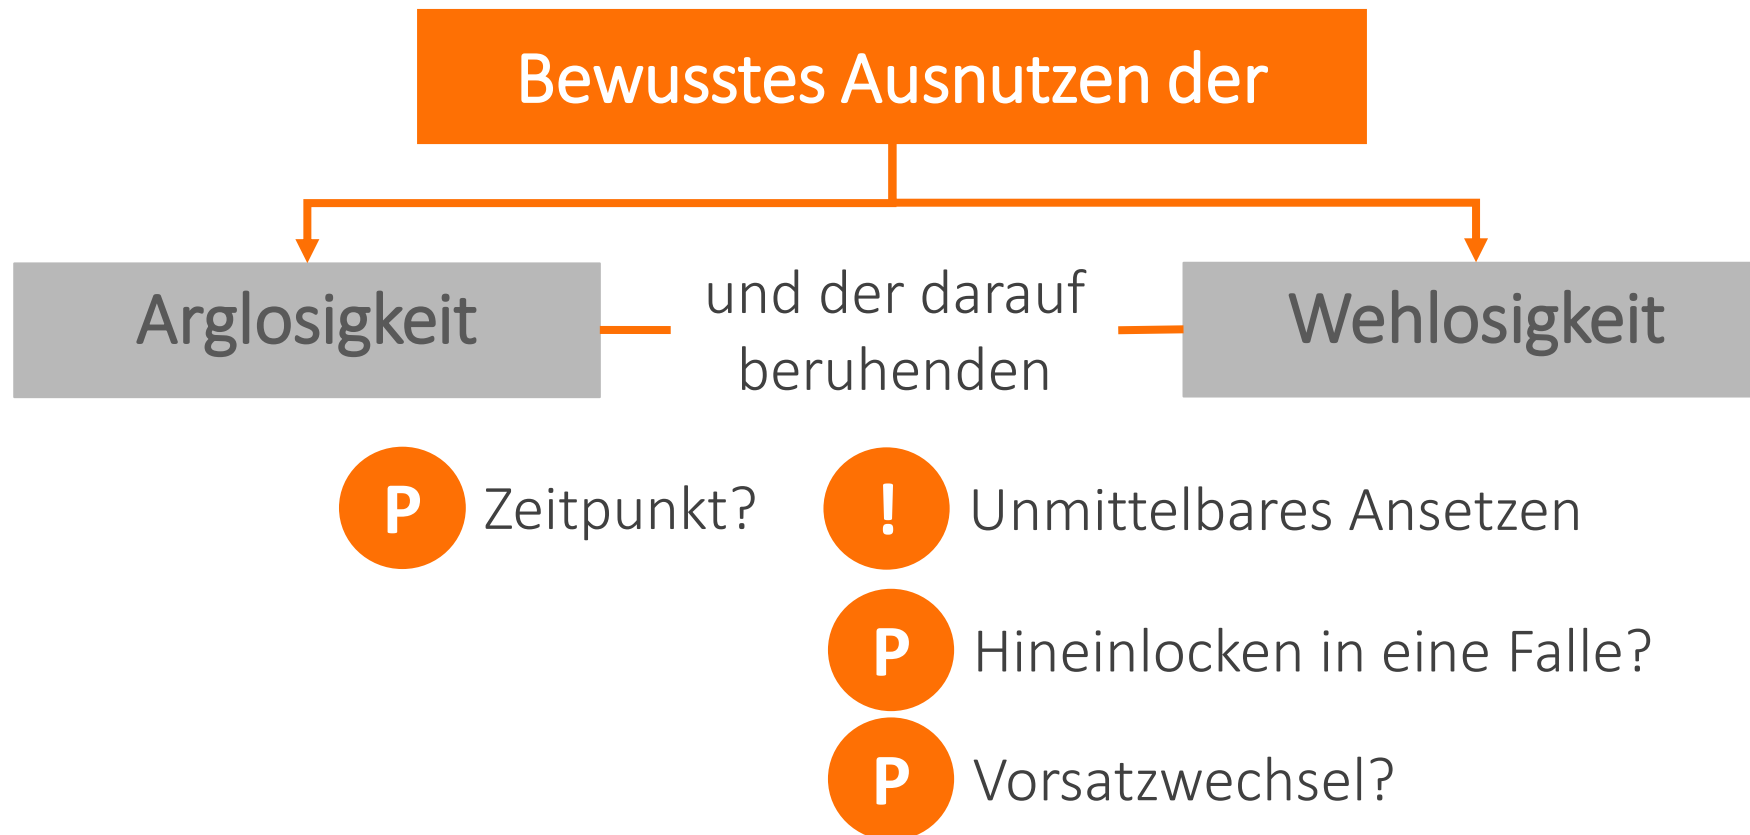 Bewusstes Ausnutzen der
Arglosigkeit
und der darauf
beruhenden
Wehlosigkeit
P Zeitpunkt?
! Unmittelbares Ansetzen
P Hineinlocken in eine Falle?
P Vorsatzwechsel?